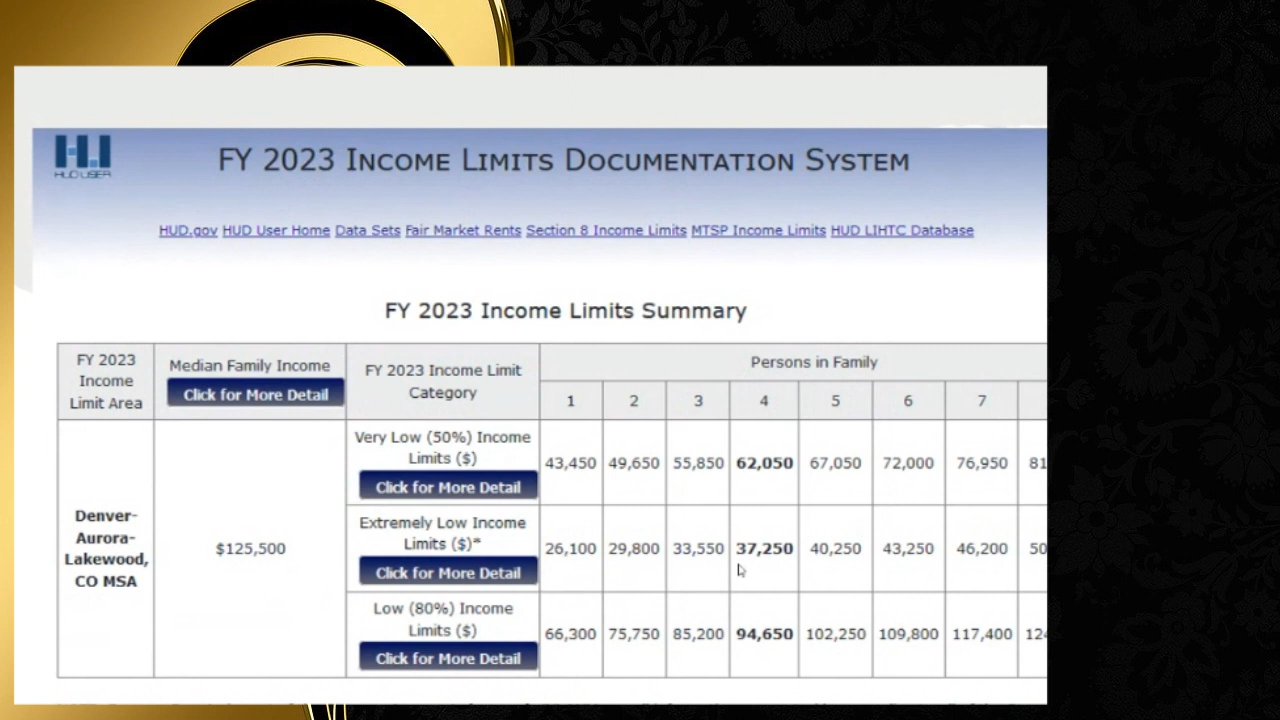 HUD USER
FY 2023 INCOME LIMITS DOCUMENTATION SYSTEM
HUD.gov HUD User Home Data Sets Fair Market Rents Section 8 Income Limits MTSP Income Limits HUD LIHTC Database
FY 2023 Income Limits Summary
FY 2023
Income
Limit Area
Median Family Income
Click for More Detail
FY 2023 Income Limit
Category
Persons in Family
1 2 3 4 5 6 7
Denver-
Aurora-
Lakewood,
CO MSA
$125,500
Very Low (50%) Income
Limits ($)
Click for More Detail
43,450 49,650 55,850 62,050 67,050 72,000 76,950 81
Extremely Low Income
Limits ($)*
Click for More Detail
26,100 29,800 33,550 37,250 40,250 43,250 46,200 50
Low (80%) Income
Limits ($)
Click for More Detail
66,300 75,750 85,200 94,650 102,250 109,800 117,400 124